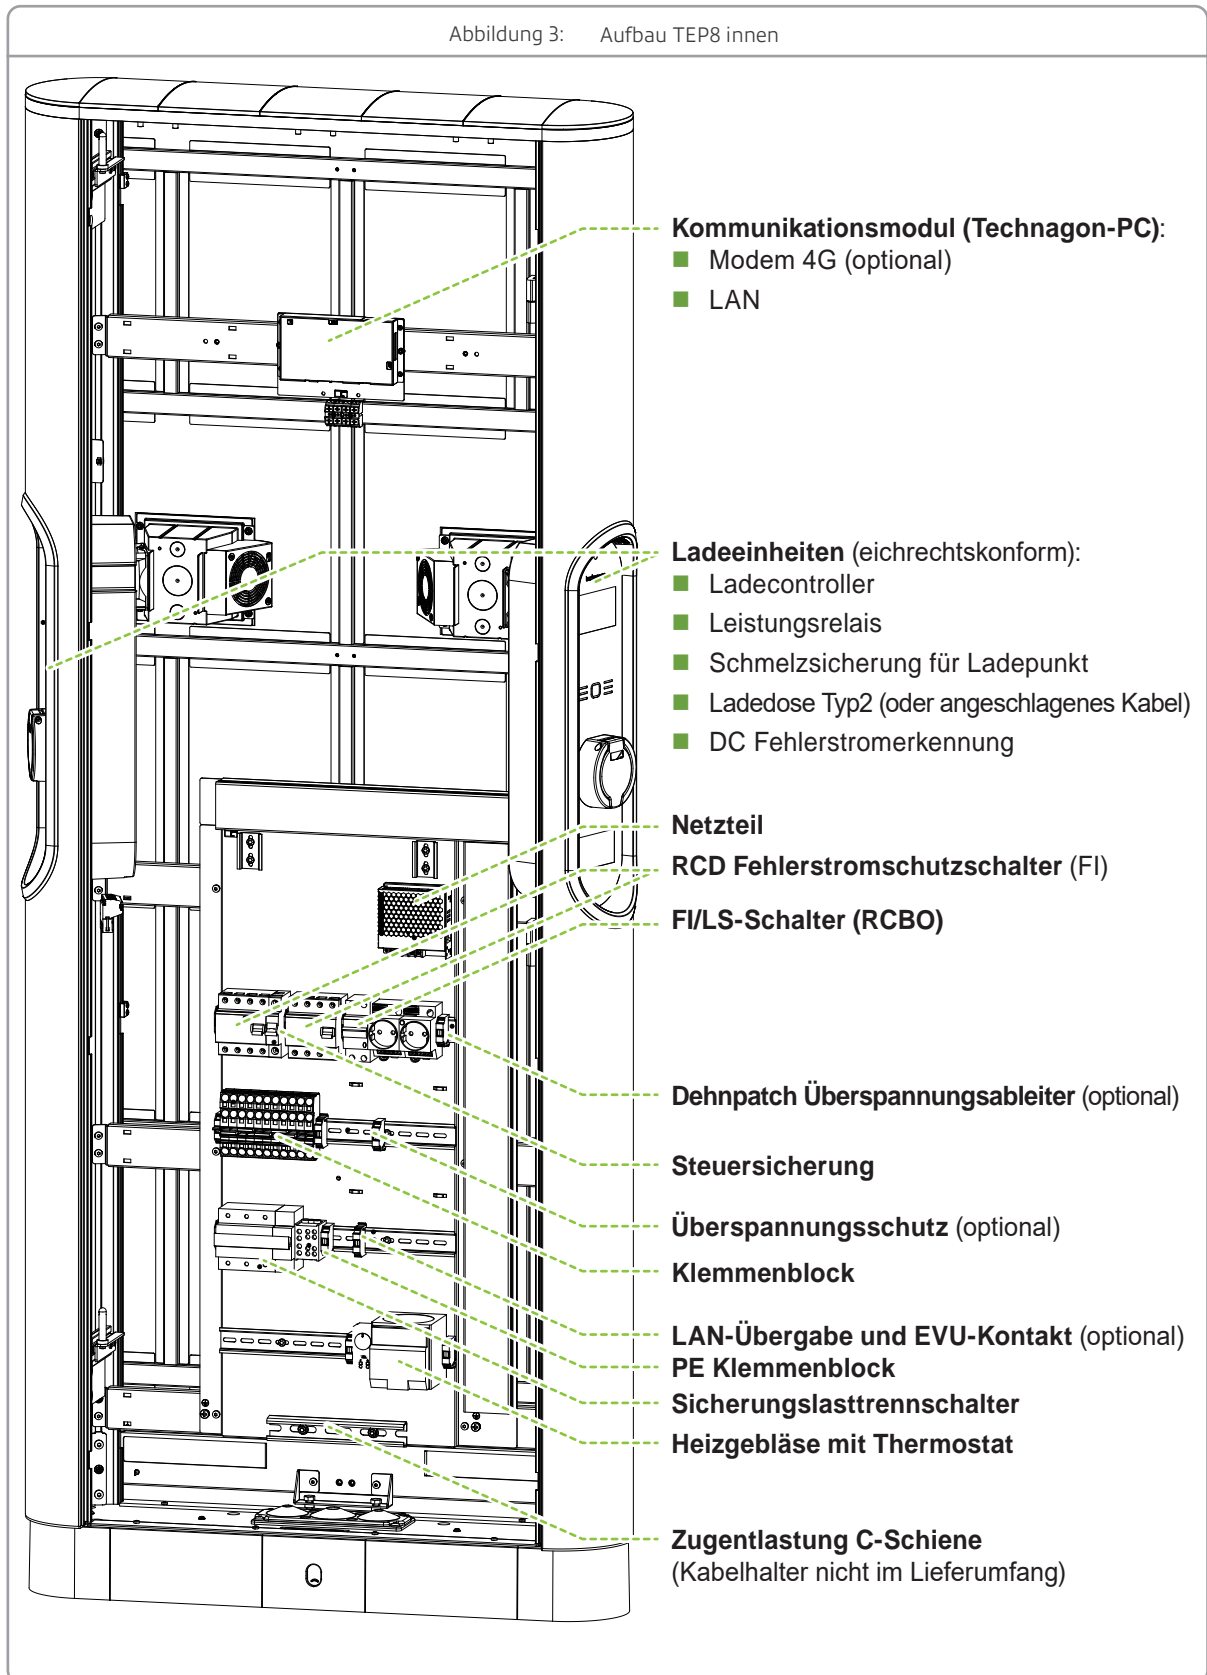 Abbildung 3: Aufbau TEP8 innen
Kommunikationsmodul (Technagon-PC):
Modem 4G (optional)
LAN
Ladeeinheiten (eichrechtskonform):
Ladecontroller
Leistungsrelais
Schmelzsicherung für Ladepunkt
Ladedose Typ2 (oder angeschlagenes Kabel)
DC Fehlerstromerkennung
Netzteil
RCD Fehlerstromschutzschalter (FI)
FI/LS-Schalter (RCBO)
Dehnpatch Überspannungsableiter (optional)
Steuersicherung
Überspannungsschutz (optional)
Klemmenblock
LAN-Übergabe und EVU-Kontakt (optional)
PE Klemmenblock
Sicherungslasttrennschalter
Heizgebläse mit Thermostat
Zugentlastung C-Schiene
(Kabelhalter nicht im Lieferumfang)